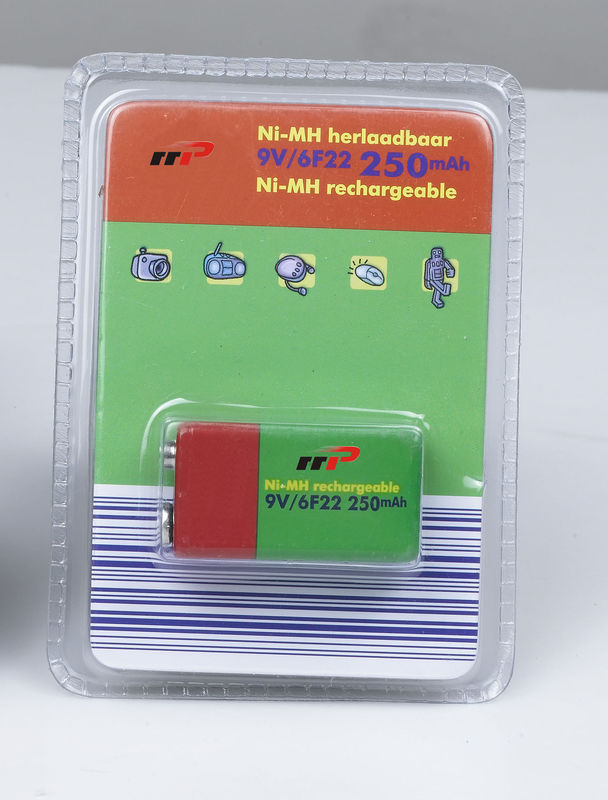 Ni-MH herlaadbaar
9V/6F22 250mAh
Ni-MH rechargeable
Ni-MH rechargeable
9V/6F22 250mAh